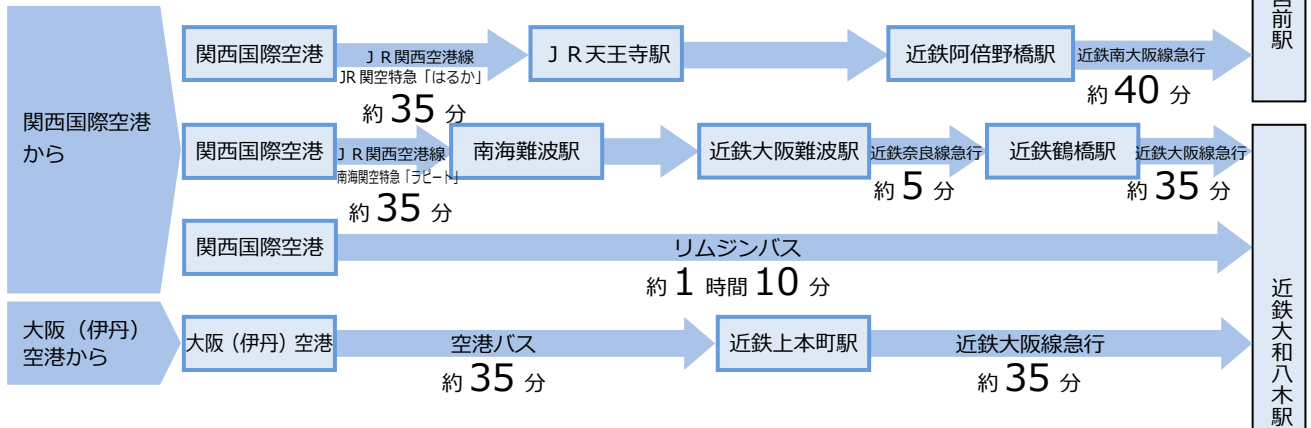 関西国際空港
から
関西国際空港
ＪＲ関西空港線
JR関空特急「はるか」
約 35 分
ＪＲ天王寺駅
近鉄阿倍野橋駅
近鉄南大阪線急行
約 40 分
宮前駅
関西国際空港
ＪＲ関西空港線
南海関空特急「ラピート」
約 35 分
南海難波駅
近鉄大阪難波駅
近鉄奈良線急行
約 5 分
近鉄鶴橋駅
近鉄大阪線急行
約 35 分
関西国際空港
リムジンバス
約 1 時間 10 分
大阪（伊丹）
空港から
大阪（伊丹）空港
空港バス
約 35 分
近鉄上本町駅
近鉄大阪線急行
約 35 分
近鉄大和八木駅